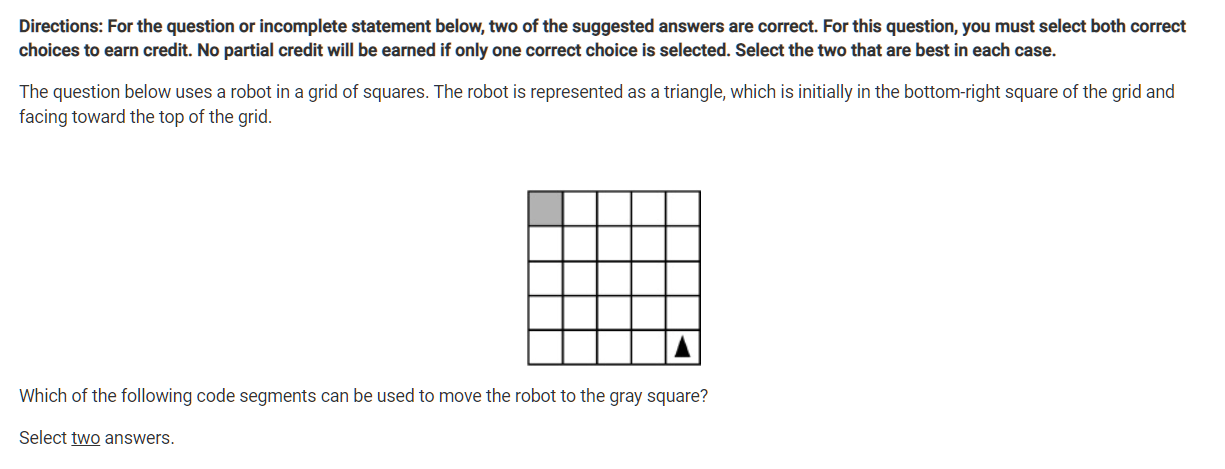 Directions: For the question or incomplete statement below, two of the suggested answers are correct. For this question, you must select both correct
choices to earn credit. No partial credit will be earned if only one correct choice is selected. Select the two that are best in each case.
The question below uses a robot in a grid of squares. The robot is represented as a triangle, which is initially in the bottom-right square of the grid and
facing toward the top of the grid.
Which of the following code segments can be used to move the robot to the gray square?
Select two answers.